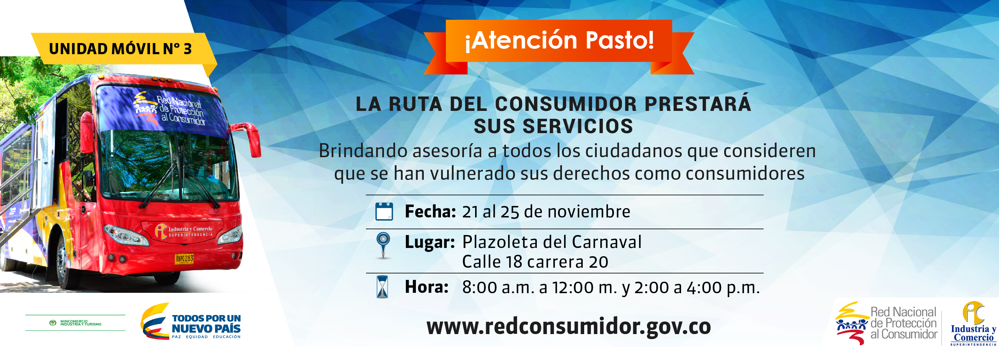 UNIDAD MÓVIL N° 3
¡Atención Pasto!
Red Nacional
de Protección
al Consumidor
Industria y Comercio
SUPERINTENDENCIA
RNPC283
LA RUTA DEL CONSUMIDOR PRESTARÁ
SUS SERVICIOS
Brindando asesoría a todos los ciudadanos que consideren
que se han vulnerado sus derechos como consumidores
Fecha: 21 al 25 de noviembre
Lugar: Plazoleta del Carnaval
Calle 18 carrera 20
Hora: 8:00 a.m. a 12:00 m. y 2:00 a 4:00 p.m.
www.redconsumidor.gov.co
MINCOMERCIO
INDUSTRIA Y TURISMO
TODOS POR UN
NUEVO PAÍS
PAZ EQUIDAD EDUCACIÓN
Red Nacional
de Protección
al Consumidor
Industria y
Comercio
SUPERINTENDENCIA